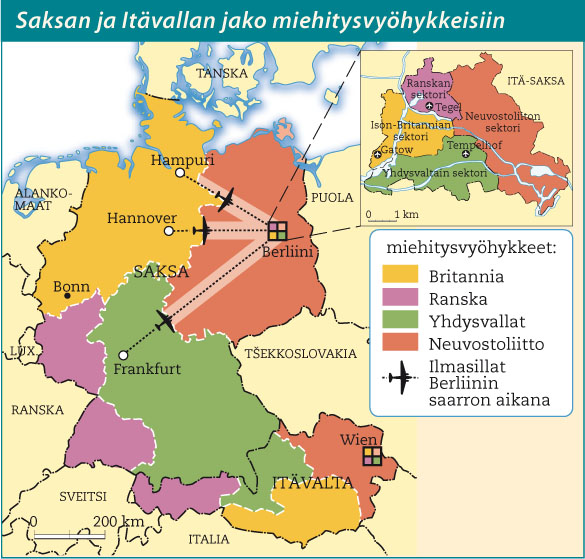 Saksan ja Itävallan jako miehitysvyöhykkeisiin
TANSKA
Ranskan
sektori
Tegel
ITÄ-SAKSA
Neuvostoliiton
sektori
Ison-Britannian
sektori
Gatow
Tempelhof
Yhdysvaltain sektori
0 1 km
Hampuri
ALANKO-
MAAT
PUOLA
Hannover
Berliini
SAKSA
Bonn
LUX.
Frankfurt
TŠEKKOSLOVAKIA
RANSKA
Wien
ITÄVALTA
SVEITSI
0 200 km
ITALIA
miehitysvyöhykkeet:
Britannia
Ranska
Yhdysvallat
Neuvostoliitto
Ilmasillat
Berliinin
saarron aikana